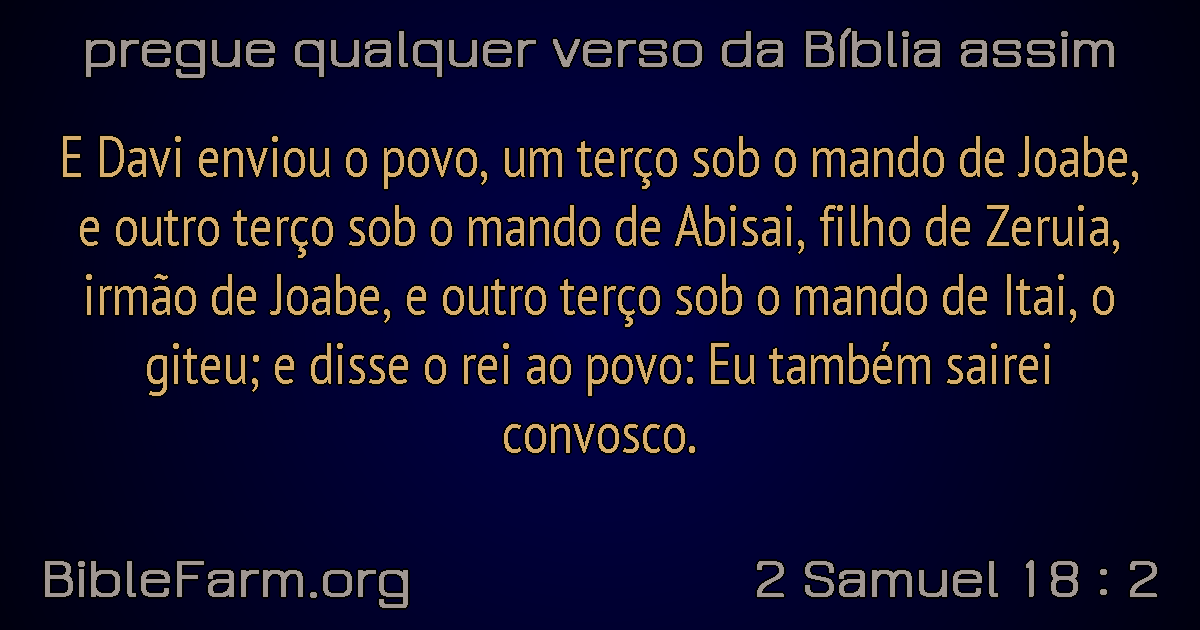 pregue qualquer verso da Bíblia assim
E Davi enviou o povo, um terço sob o mando de Joabe,
e outro terço sob o mando de Abisai, filho de Zeruia,
irmão de Joabe, e outro terço sob o mando de Itai, o
giteu; e disse o rei ao povo: Eu também sairei
convosco.
BibleFarm.org
2 Samuel 18 : 2